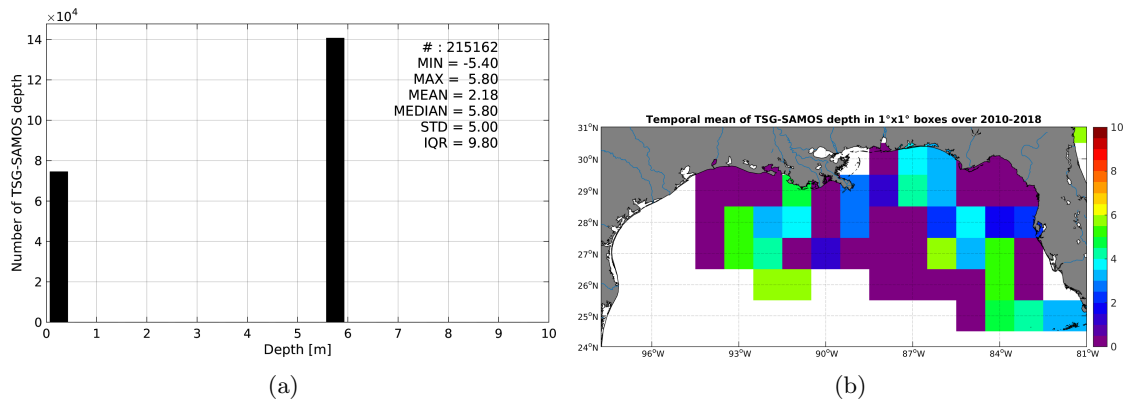 ×10⁴
14
12
10
8
6
4
2
0
Number of TSG-SAMOS depth
# : 215162
MIN = -5.40
MAX = 5.80
MEAN = 2.18
MEDIAN = 5.80
STD = 5.00
IQR = 9.80
0 1 2 3 4 5 6 7 8 9 10
Depth [m]
(a)
Temporal mean of TSG-SAMOS depth in 1°x1° boxes over 2010-2018
31°N
30°N
29°N
28°N
27°N
26°N
25°N
24°N
96°W 93°W 90°W 87°W 84°W 81°W
10
8
6
4
2
0
(b)